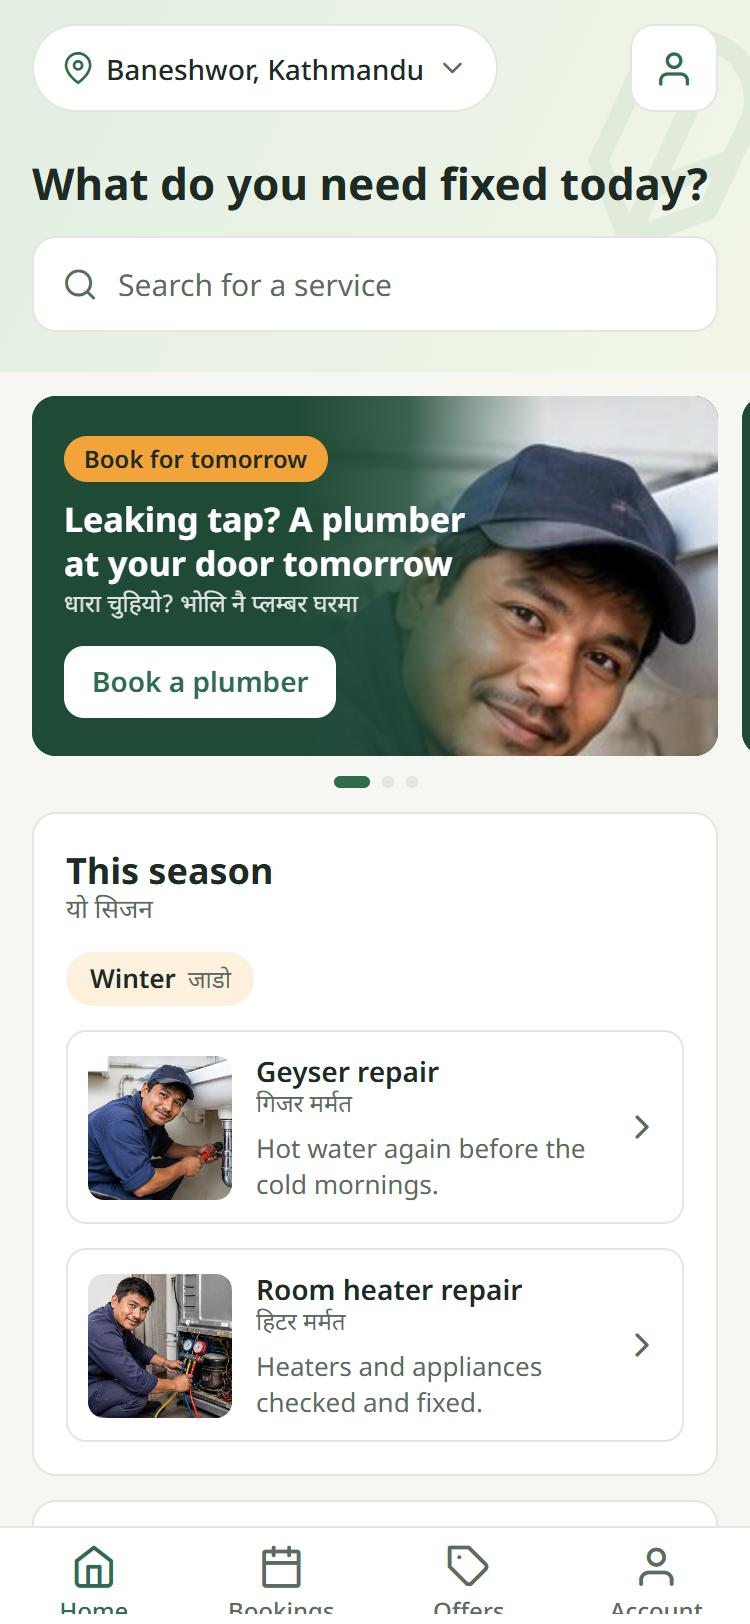 Baneshwor, Kathmandu
What do you need fixed today?
Search for a service
Book for tomorrow
Leaking tap? A plumber
at your door tomorrow
धारा चुहियो? भोलि नै प्लम्बर घरमा
Book a plumber
This season
यो सिजन
Winter जाडो
Geyser repair
गिजर मर्मत
Hot water again before the
cold mornings.
Room heater repair
हिटर मर्मत
Heaters and appliances
checked and fixed.
Home Bookings Offers Account